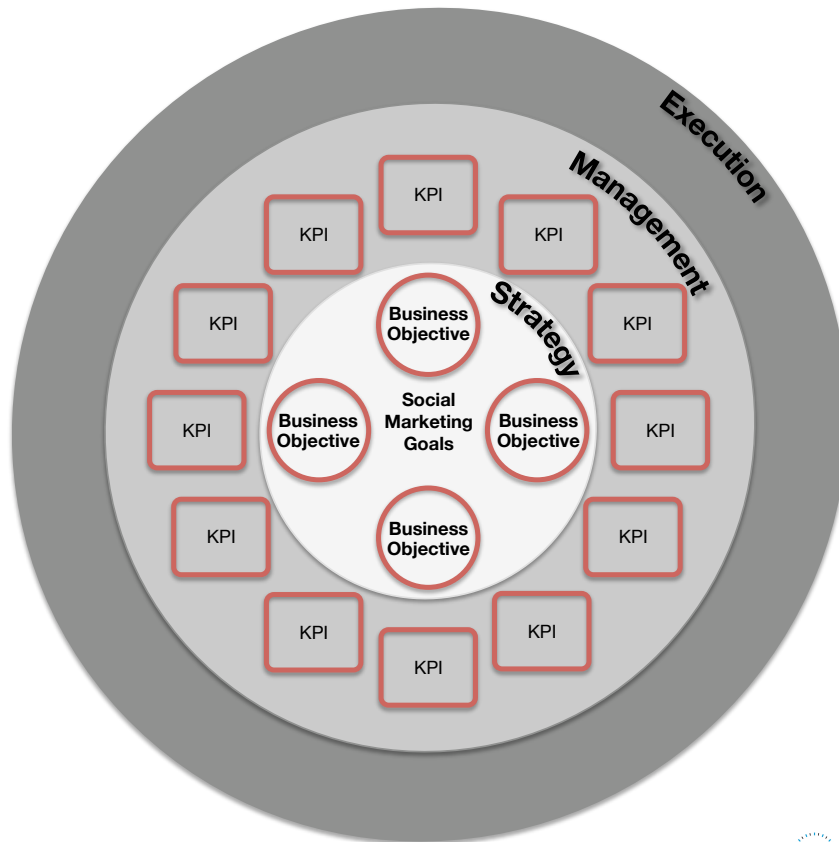 Execution
Management
KPI
KPI
KPI
Strategy
Business
Objective
KPI
KPI
Social
Marketing
Goals
Business
Objective
Business
Objective
KPI
KPI
Business
Objective
KPI
KPI
KPI
KPI
KPI